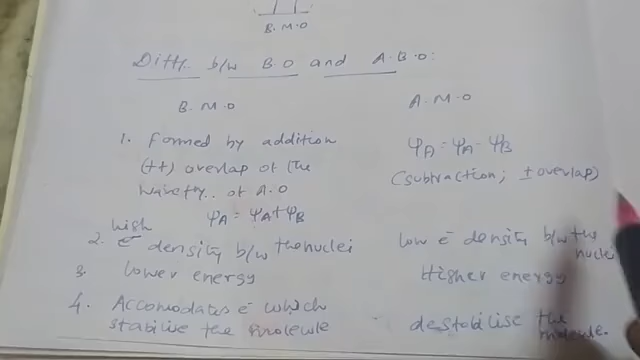 B.M.O
Diff. b/w B.O and A.B.O:
B.M.O
A.M.O
1. Formed by addition
(++) overlap of the
wavef.. of A.O
ψA = ψA+ψB
ψA = ψA - ψB
(subtraction; ± overlap)
2. high e⁻ density b/w the nuclei
low e⁻ density b/w the nuclei
3. lower energy
Higher energy
4. Accomodates e⁻ which
stabilise the molecule
destabilise the molecule.